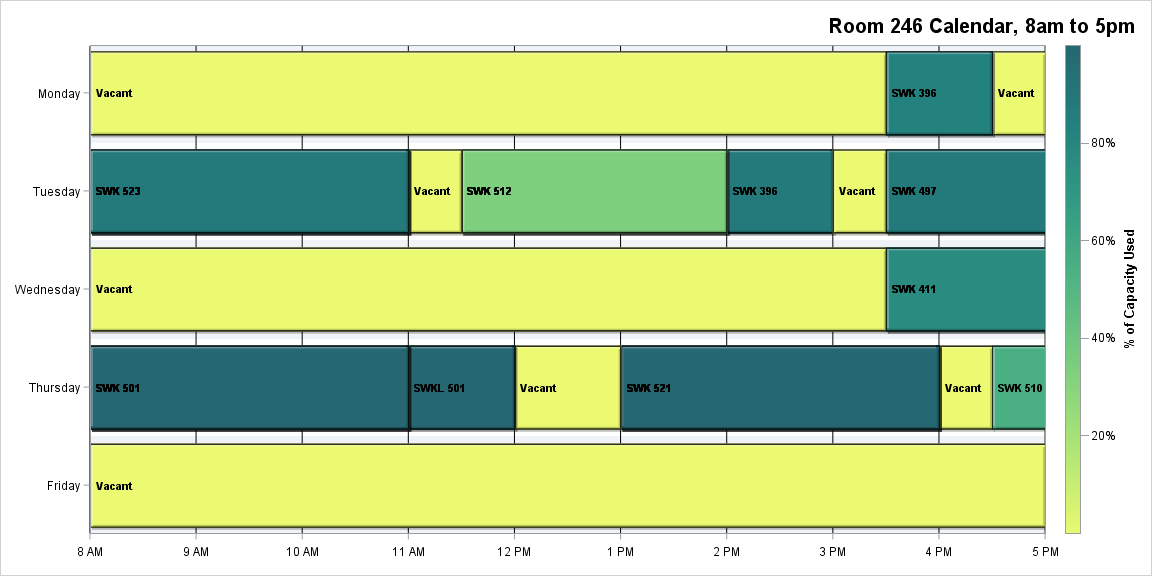 Room 246 Calendar, 8am to 5pm
Monday
Vacant
SWK 396
Vacant
Tuesday
SWK 523
Vacant
SWK 512
SWK 396
Vacant
SWK 497
Wednesday
Vacant
SWK 411
Thursday
SWK 501
SWKL 501
Vacant
SWK 521
Vacant
SWK 510
Friday
Vacant
8 AM
9 AM
10 AM
11 AM
12 PM
1 PM
2 PM
3 PM
4 PM
5 PM
80%
60%
40%
20%
% of Capacity Used